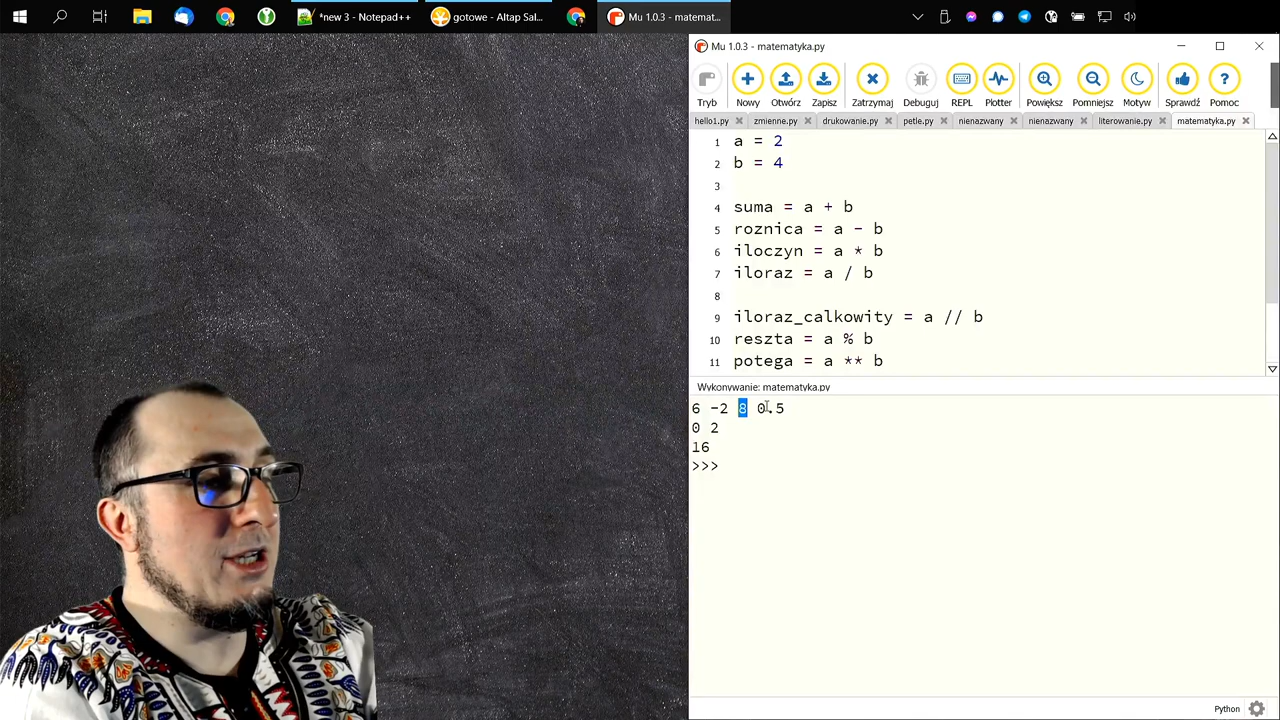 *new 3 - Notepad++
gotowe - Altap Sal...
Mu 1.0.3 - matemat...
Mu 1.0.3 - matematyka.py
Tryb
Nowy
Otwórz
Zapisz
Zatrzymaj
Debuguj
REPL
Plotter
Powiększ
Pomniejsz
Motyw
Sprawdź
Pomoc
hello1.py
zmienne.py
drukowanie.py
petle.py
nienazwany
nienazwany
literowanie.py
matematyka.py
1 a = 2
2 b = 4
3
4 suma = a + b
5 roznica = a - b
6 iloczyn = a * b
7 iloraz = a / b
8
9 iloraz_calkowity = a // b
10 reszta = a % b
11 potega = a ** b
Wykonywanie: matematyka.py
6 -2 8 0.5
0 2
16
>>>
Python